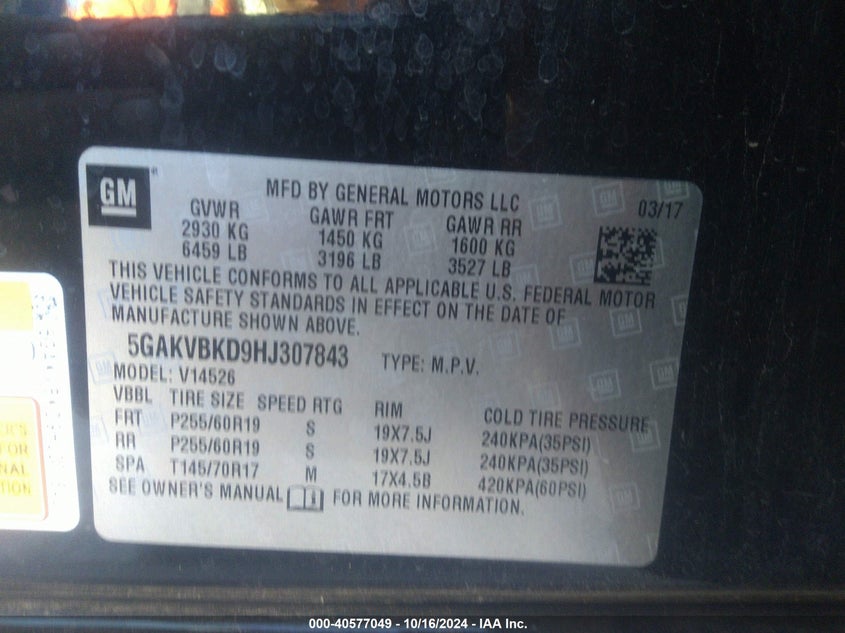 GM
MFD BY GENERAL MOTORS LLC
03/17
GVWR GAWR FRT GAWR RR
2930 KG 1450 KG 1600 KG
6459 LB 3196 LB 3527 LB
THIS VEHICLE CONFORMS TO ALL APPLICABLE U.S. FEDERAL MOTOR
VEHICLE SAFETY STANDARDS IN EFFECT ON THE DATE OF
MANUFACTURE SHOWN ABOVE.
5GAKVBKD9HJ307843 TYPE: M.P.V.
MODEL: V14526
VBBL TIRE SIZE SPEED RTG RIM COLD TIRE PRESSURE
FRT P255/60R19 S 19X7.5J 240KPA(35PSI)
RR P255/60R19 S 19X7.5J 240KPA(35PSI)
SPA T145/70R17 M 17X4.5B 420KPA(60PSI)
SEE OWNER'S MANUAL FOR MORE INFORMATION.
ER'S
FOR
NAL
TION
000-40577049 - 10/16/2024 - IAA Inc.